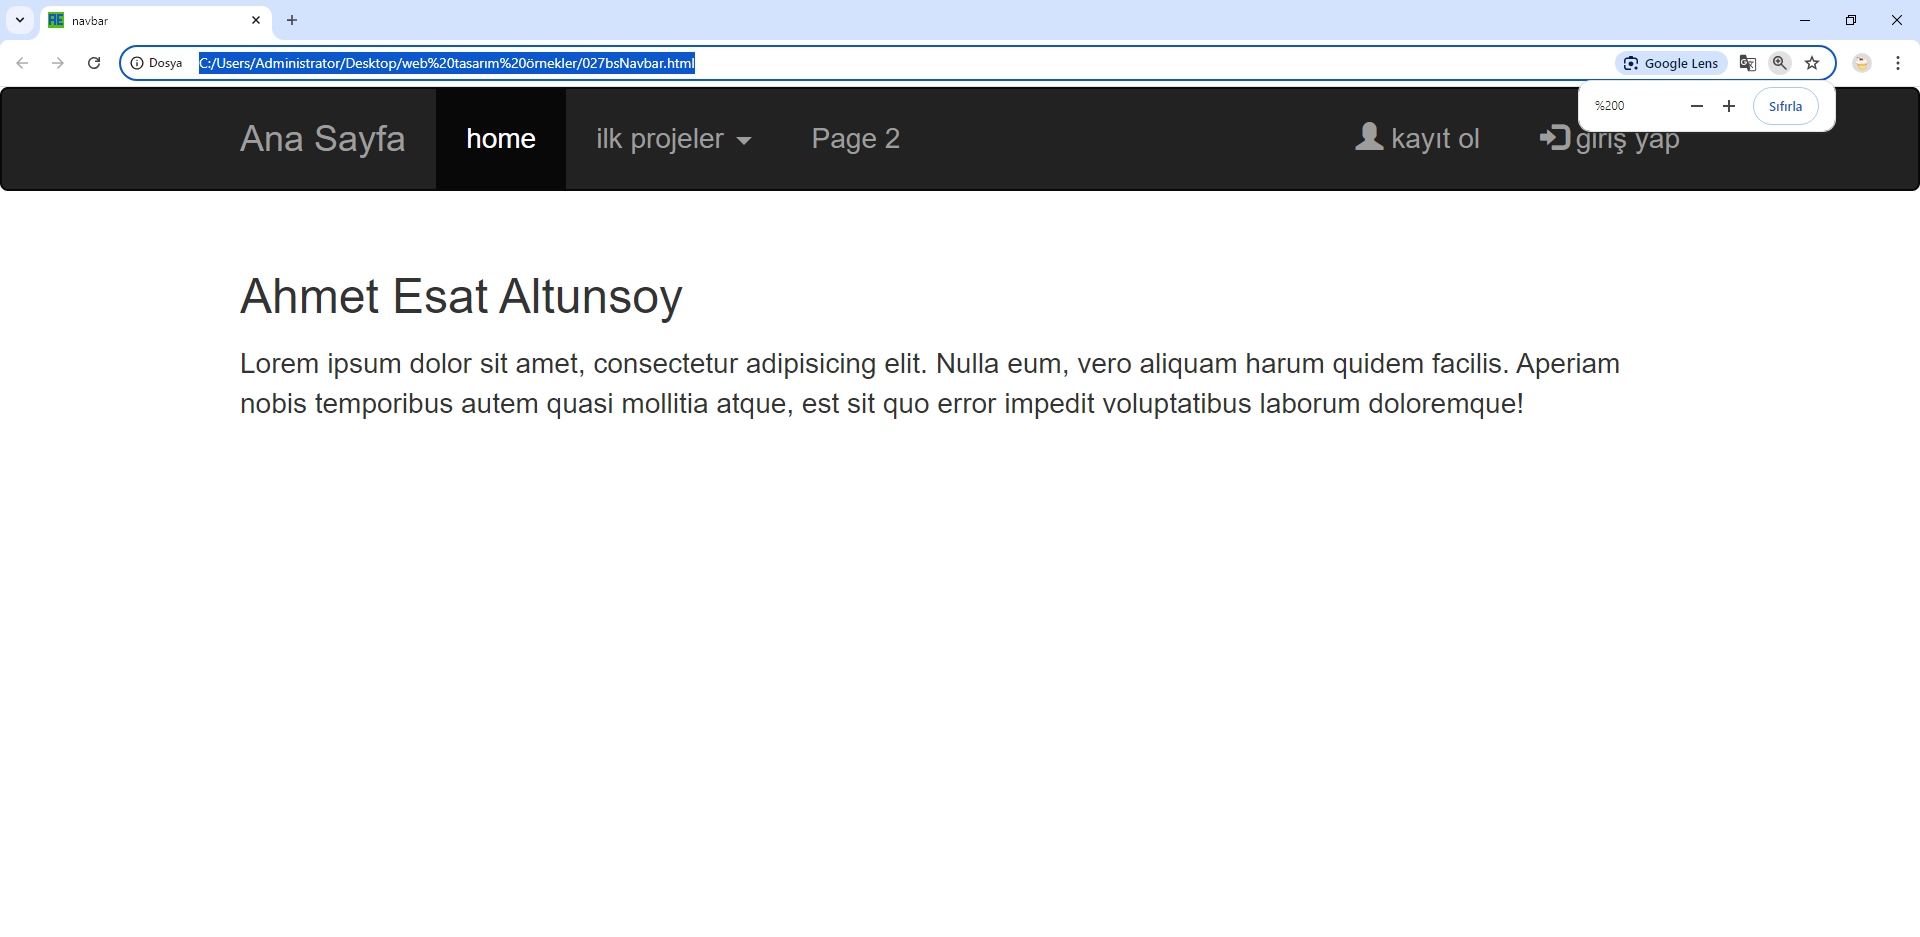 navbar
Dosya C:/Users/Administrator/Desktop/web%20tasarım%20örnekler/027bsNavbar.html Google Lens
%200 Sıfırla
Ana Sayfa home ilk projeler Page 2 kayıt ol giriş yap
Ahmet Esat Altunsoy
Lorem ipsum dolor sit amet, consectetur adipisicing elit. Nulla eum, vero aliquam harum quidem facilis. Aperiam
nobis temporibus autem quasi mollitia atque, est sit quo error impedit voluptatibus laborum doloremque!